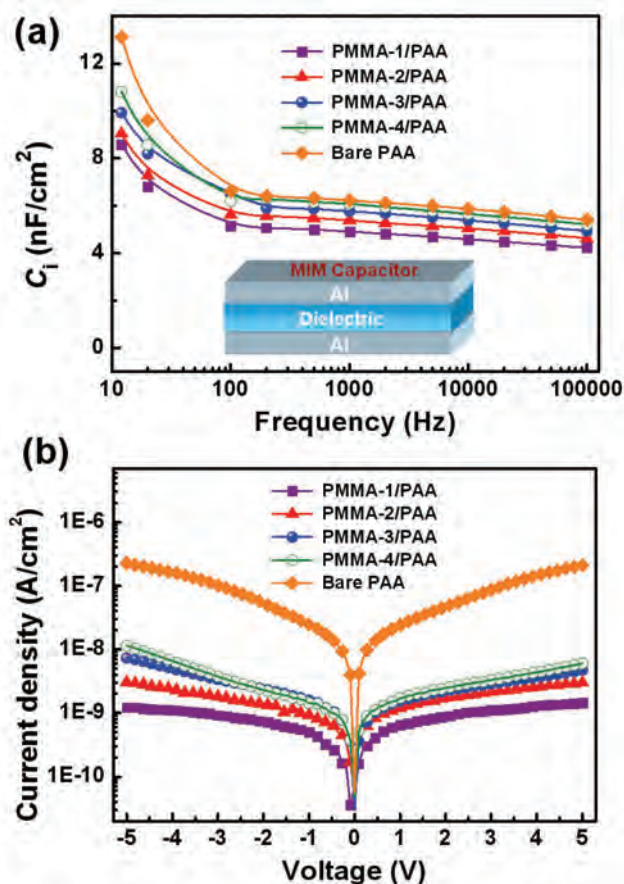 (a)
C_i (nF/cm²)
12
8
4
0
PMMA-1/PAA
PMMA-2/PAA
PMMA-3/PAA
PMMA-4/PAA
Bare PAA
MIM Capacitor
Al
Dielectric
Al
10 100 1000 10000 100000
Frequency (Hz)
(b)
Current density (A/cm²)
1E-6
1E-7
1E-8
1E-9
1E-10
PMMA-1/PAA
PMMA-2/PAA
PMMA-3/PAA
PMMA-4/PAA
Bare PAA
-5 -4 -3 -2 -1 0 1 2 3 4 5
Voltage (V)